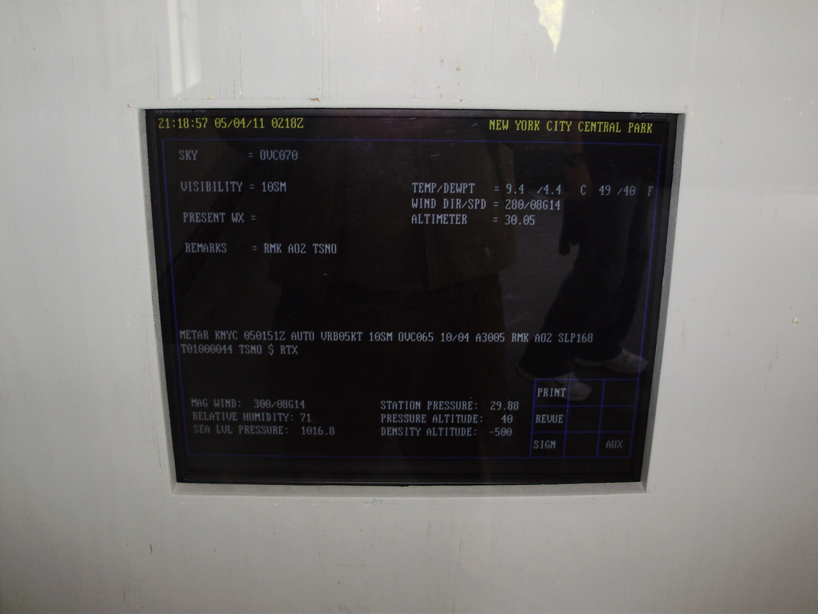 21:18:57 05/04/11 0218Z NEW YORK CITY CENTRAL PARK
SKY = OVC070
VISIBILITY = 10SM TEMP/DEWPT = 9.4 /4.4 C 49 /40 F
WIND DIR/SPD = 280/08G14
PRESENT WX = ALTIMETER = 30.05
REMARKS = RMK AO2 TSNO
METAR KNYC 050151Z AUTO VRB05KT 10SM OVC065 10/04 A3005 RMK AO2 SLP168
T01000044 TSNO $ RTX
PRINT
MAG WIND: 300/08G14 STATION PRESSURE: 29.88
RELATIVE HUMIDITY: 71 PRESSURE ALTITUDE: 40 REVUE
SEA LVL PRESSURE: 1016.8 DENSITY ALTITUDE: -500
SIGN AUX